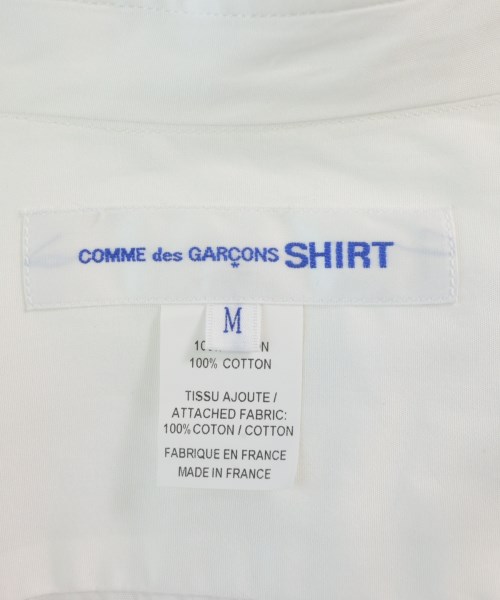 COMME des GARÇONS SHIRT
M
100% COTTON
TISSU AJOUTE /
ATTACHED FABRIC:
100% COTON / COTTON
FABRIQUE EN FRANCE
MADE IN FRANCE